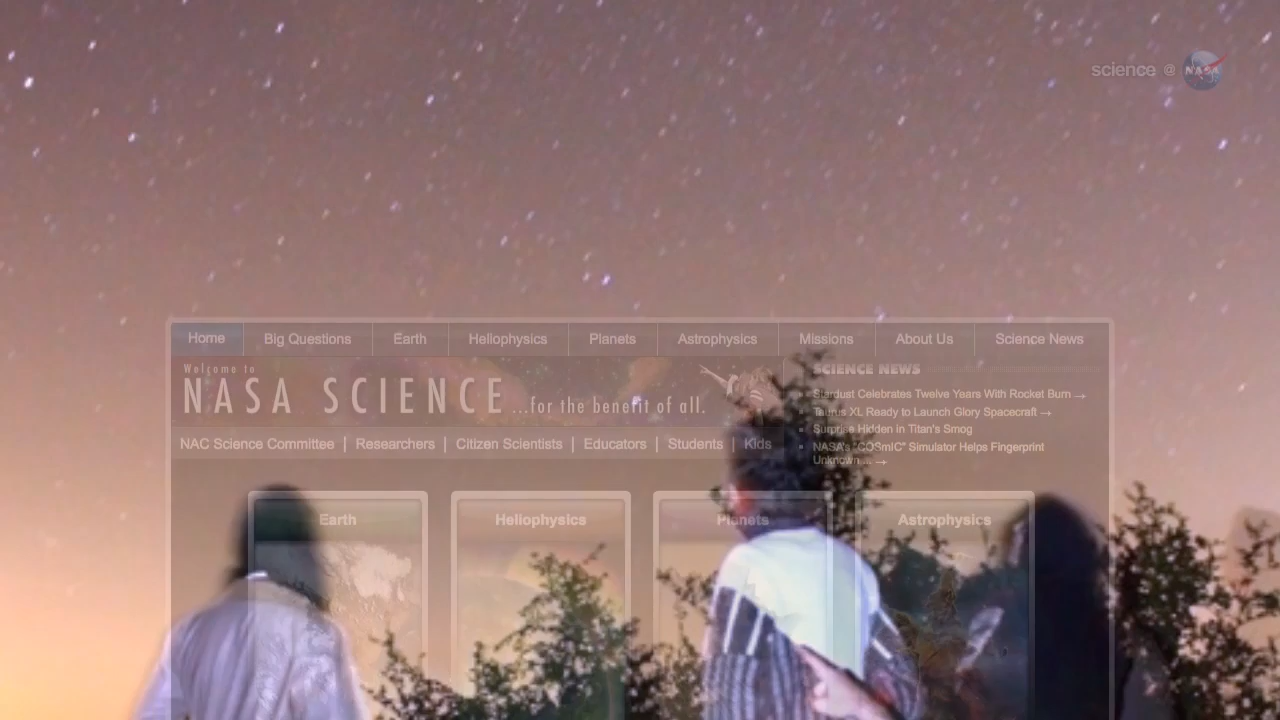 science @ NASA
Home Big Questions Earth Heliophysics Planets Astrophysics Missions About Us Science News
Welcome to
NASA SCIENCE ...for the benefit of all.
SCIENCE NEWS
Stardust Celebrates Twelve Years With Rocket Burn →
Taurus XL Ready to Launch Glory Spacecraft →
Surprise Hidden in Titan's Smog
NASA's "COSmIC" Simulator Helps Fingerprint
Unknown... →
NAC Science Committee | Researchers | Citizen Scientists | Educators | Students | Kids
Earth Heliophysics Planets Astrophysics